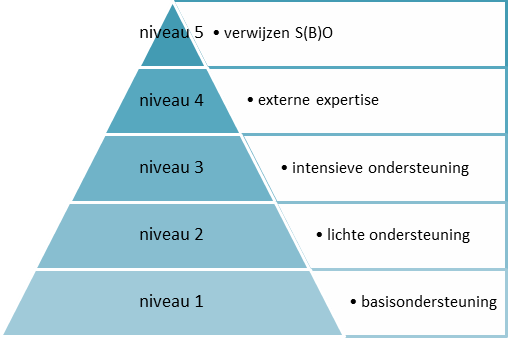 niveau 5 • verwijzen S(B)O
niveau 4 • externe expertise
niveau 3 • intensieve ondersteuning
niveau 2 • lichte ondersteuning
niveau 1 • basisondersteuning